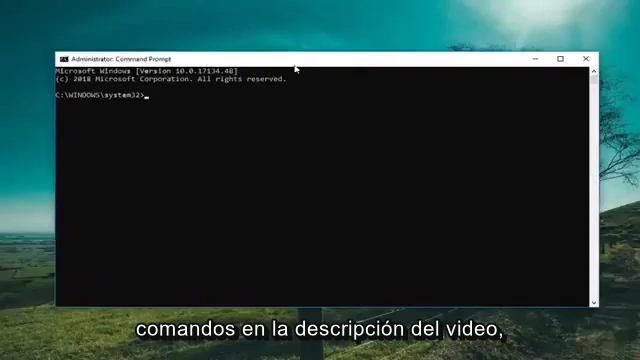 Administrator: Command Prompt
Microsoft Windows [Version 10.0.17134.48]
(c) 2018 Microsoft Corporation. All rights reserved.
C:\WINDOWS\system32>
comandos en la descripción del video,